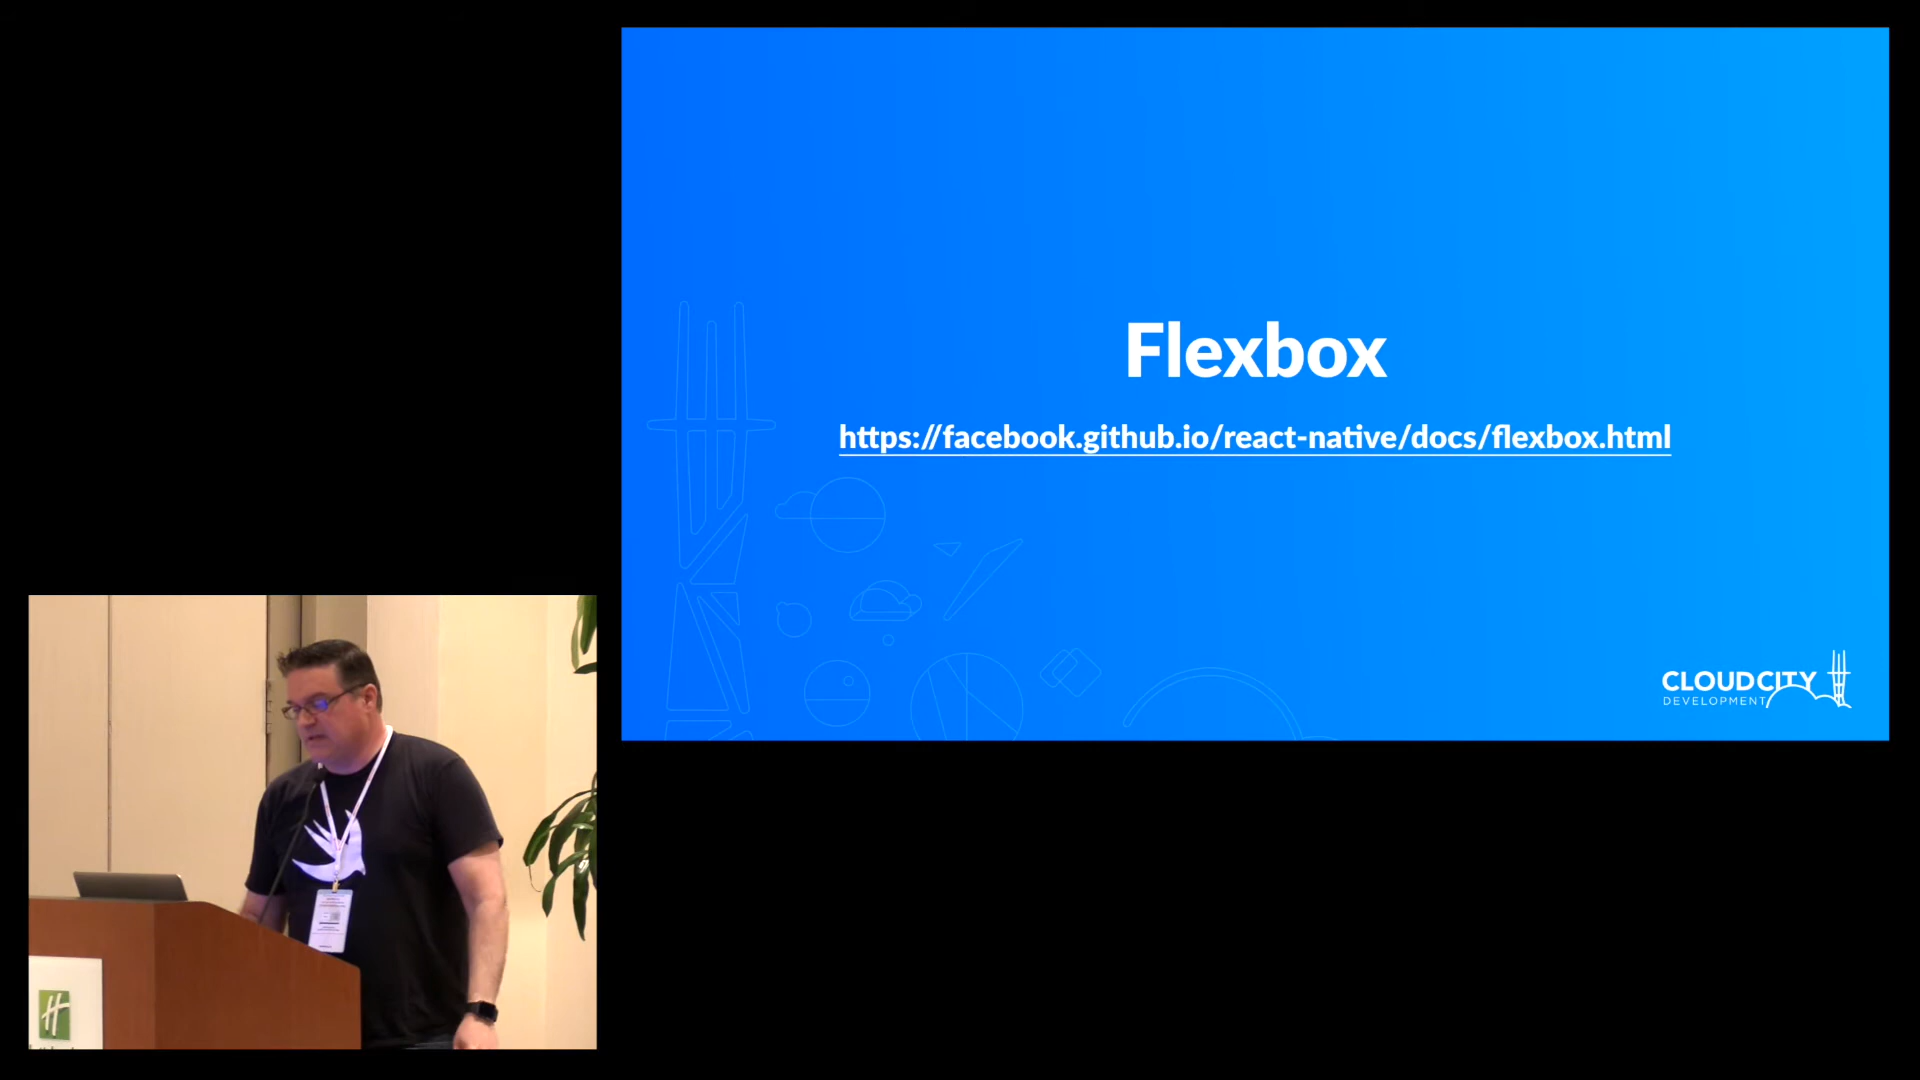 Flexbox
https://facebook.github.io/react-native/docs/flexbox.html
CLOUDCITY
DEVELOPMENT
H